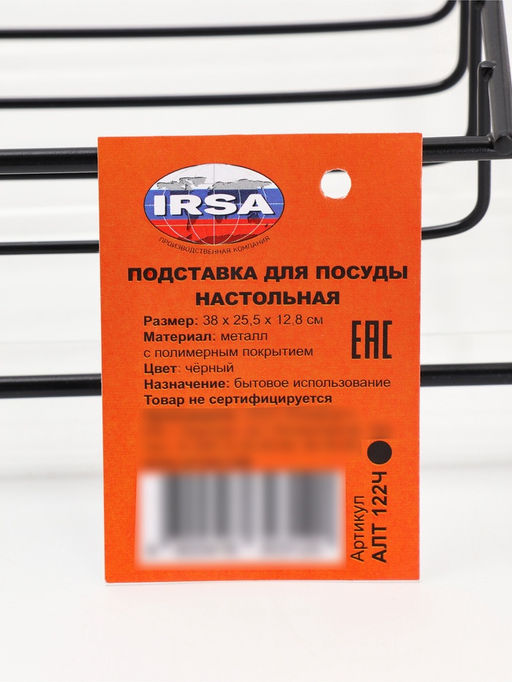 IRSA
ПРОИЗВОДСТВЕННАЯ КОМПАНИЯ
ПОДСТАВКА ДЛЯ ПОСУДЫ
НАСТОЛЬНАЯ
Размер: 38 х 25,5 х 12,8 см
Материал: металл
с полимерным покрытием
Цвет: чёрный
Назначение: бытовое использование
Товар не сертифицируется
EAC
Артикул
АЛТ 122Ч